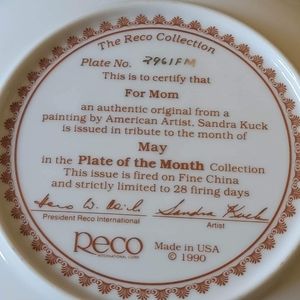 The Reco Collection
Plate No. 2961FM
This is to certify that
For Mom
an authentic original from a
painting by American Artist, Sandra Kuck
is issued in tribute to the month of
May
in the Plate of the Month Collection
This issue is fired on Fine China
and strictly limited to 28 firing days
Sandra Kuck
President Reco International
Artist
Reco
INTERNATIONAL CORP.
Made in USA
© 1990